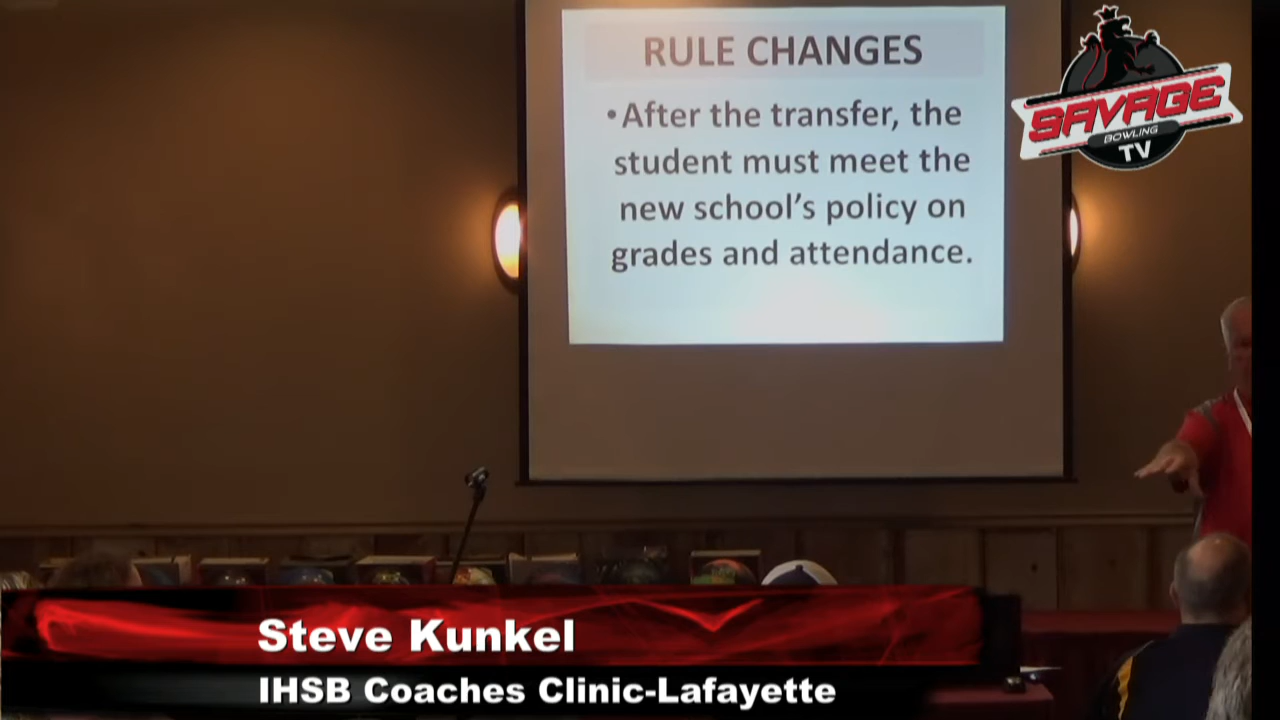 RULE CHANGES
•After the transfer, the
student must meet the
new school's policy on
grades and attendance.
SAVAGE
BOWLING
TV
Steve Kunkel
IHSB Coaches Clinic-Lafayette